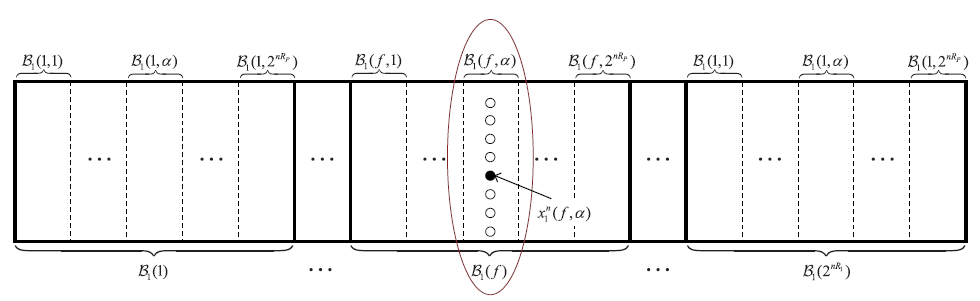 ℬ₁(1,1) ℬ₁(1,α) ℬ₁(1,2^{nR_P}) ℬ₁(f,1) ℬ₁(f,α) ℬ₁(f,2^{nR_P}) ℬ₁(1,1) ℬ₁(1,α) ℬ₁(1,2^{nR_P})
… … … … … … … …
x₁ⁿ(f,α)
ℬ₁(1) … ℬ₁(f) … ℬ₁(2^{nR₁})